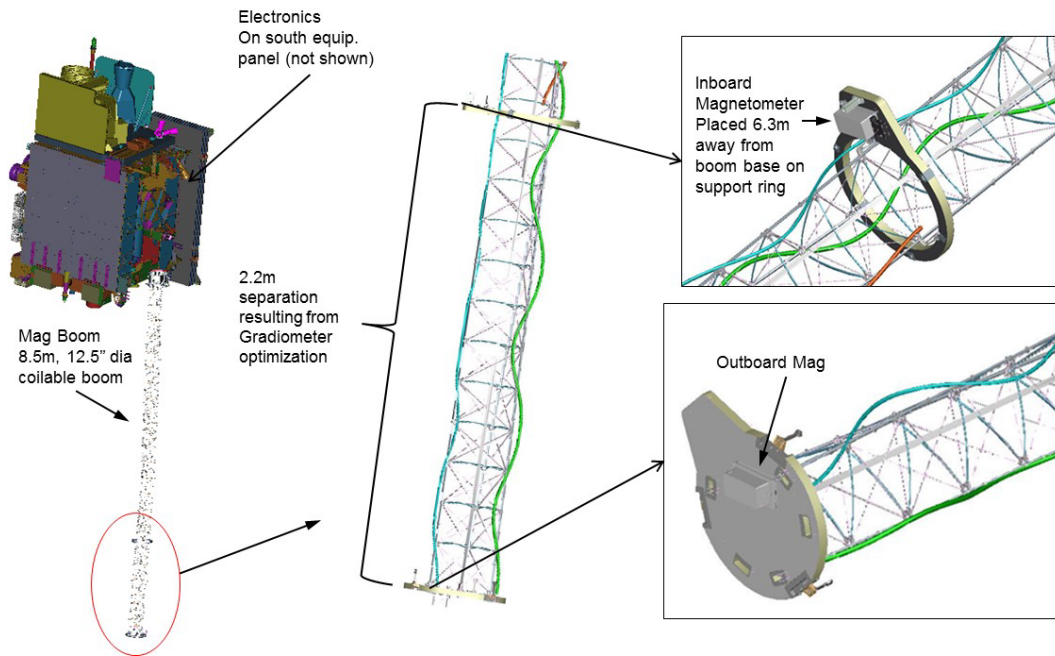 Electronics
On south equip.
panel (not shown)
Mag Boom
8.5m, 12.5” dia
coilable boom
2.2m
separation
resulting from
Gradiometer
optimization
Inboard
Magnetometer
Placed 6.3m
away from
boom base on
support ring
Outboard Mag